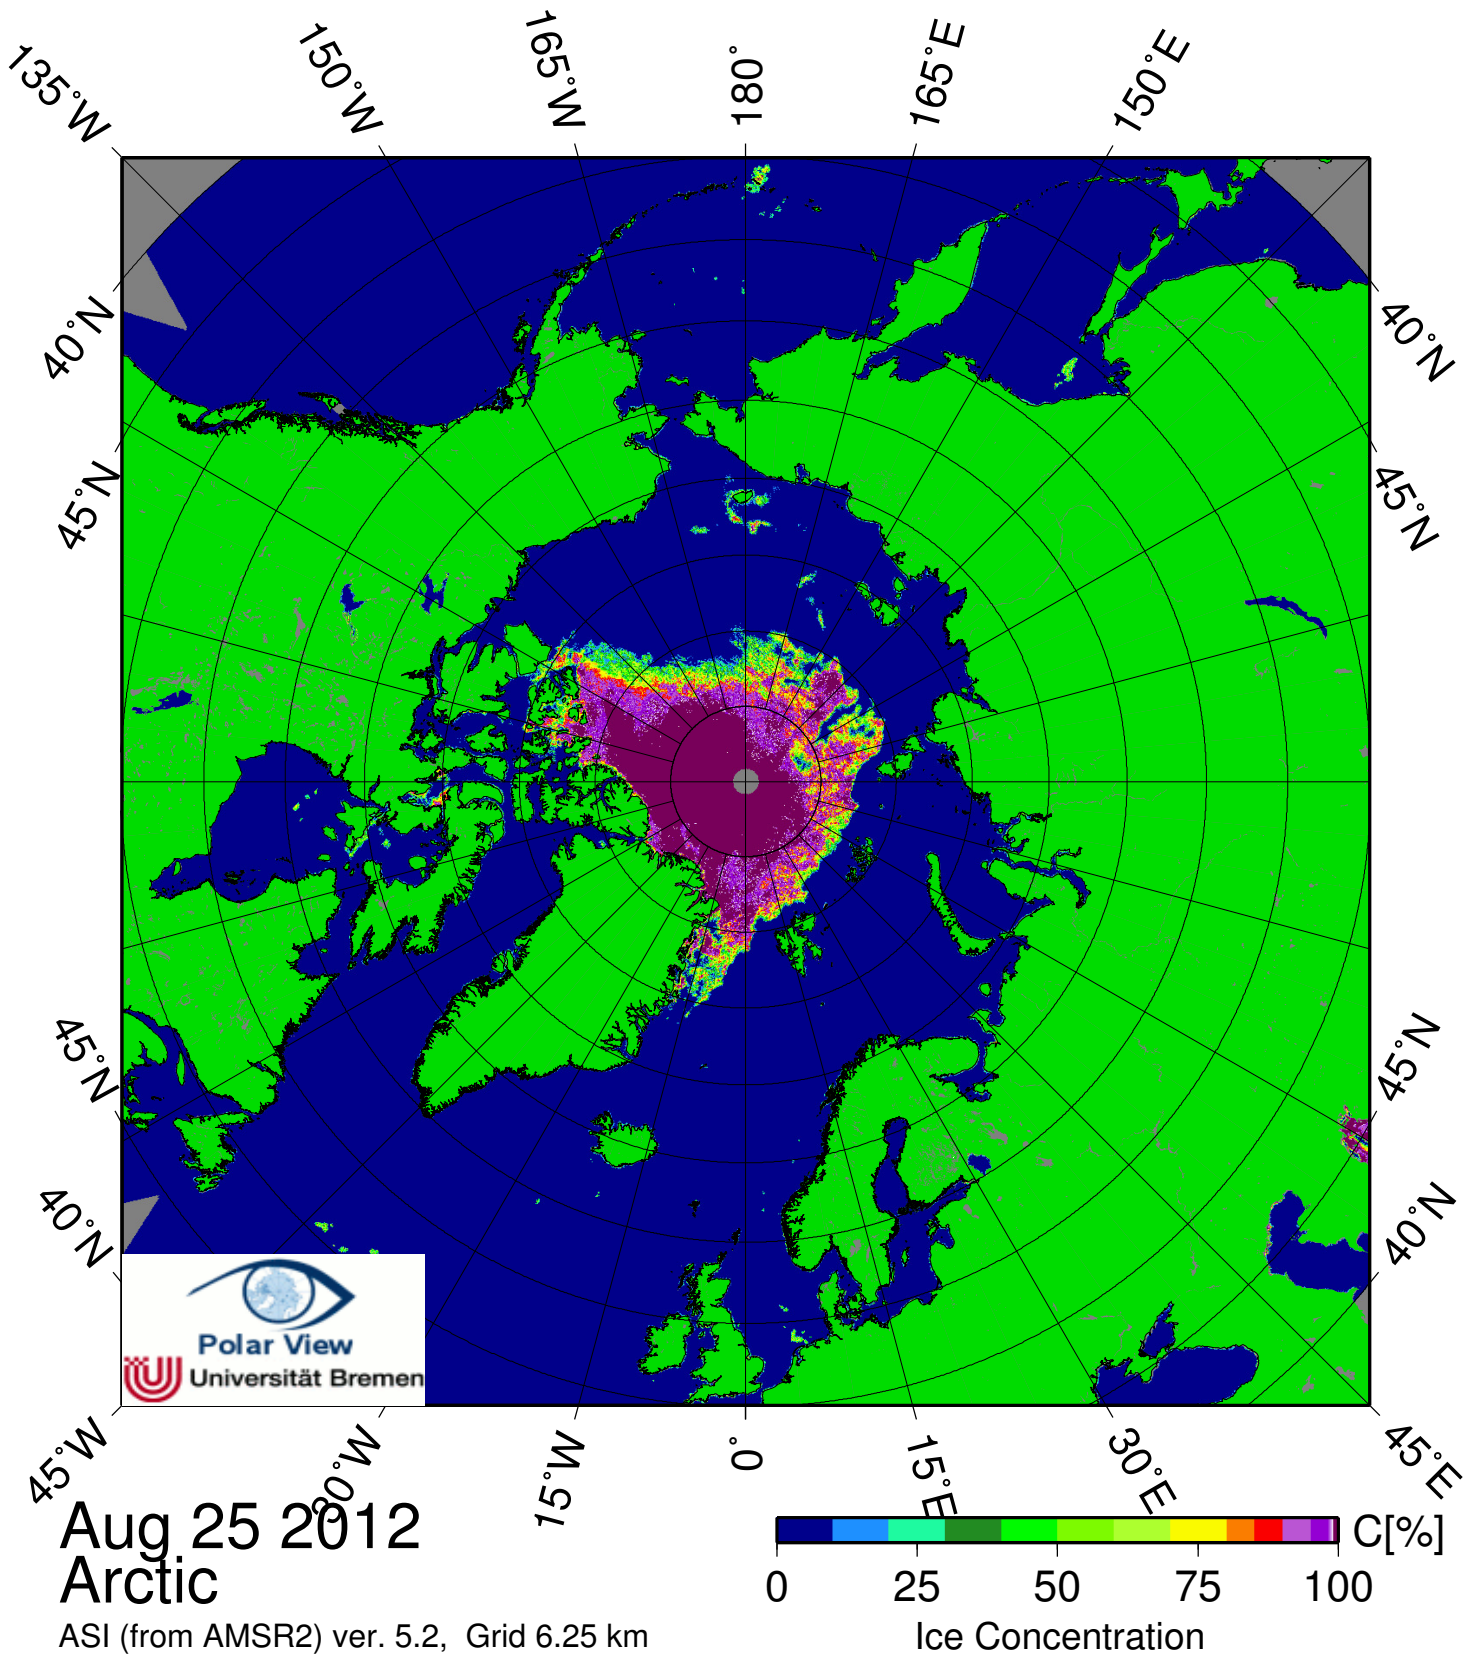 135°W
150°W
165°W
180°
165°E
150°E
40°N
40°N
45°N
45°N
45°N
45°N
40°N
40°N
Polar View
Universität Bremen
45°W
30°W
15°W
0°
15°E
30°E
45°E
Aug 25 2012
Arctic
ASI (from AMSR2) ver. 5.2, Grid 6.25 km
C[%]
0 25 50 75 100
Ice Concentration